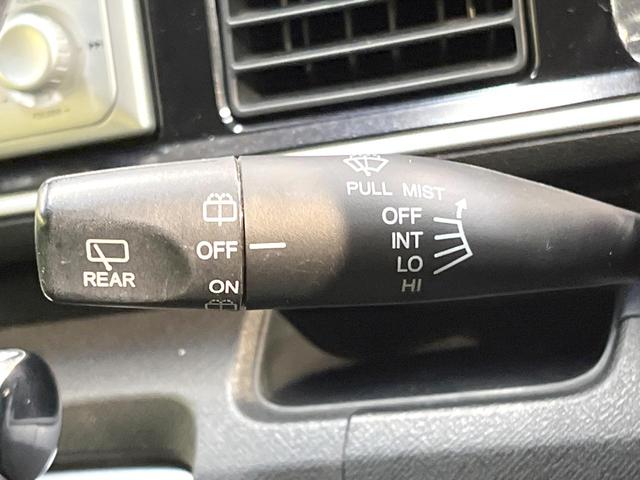 PULL MIST
OFF
INT
LO
HI
OFF
ON
REAR